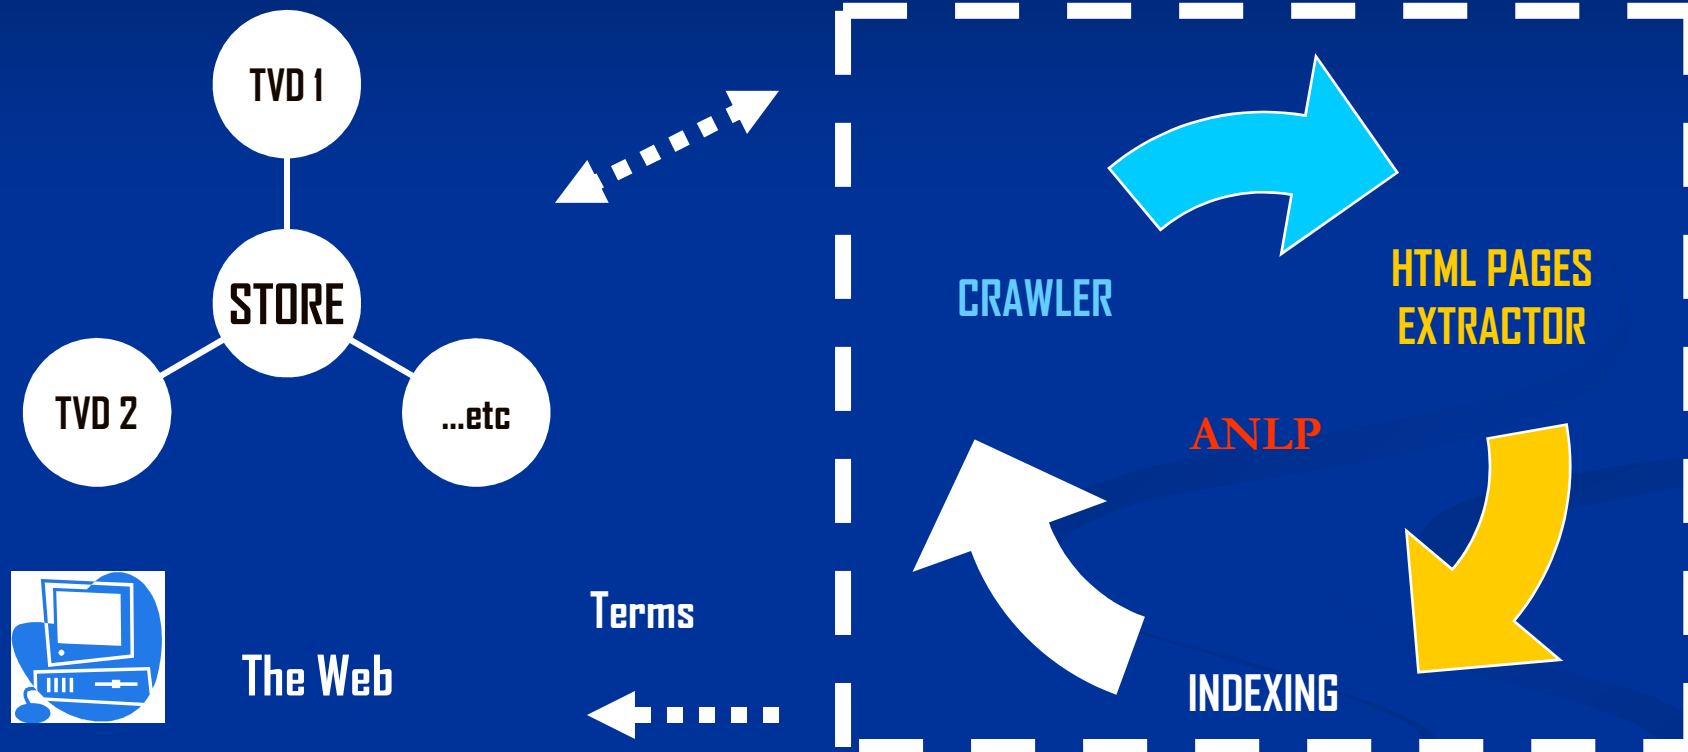 TVD 1
STORE
TVD 2
...etc
The Web
Terms
CRAWLER
HTML PAGES
EXTRACTOR
ANLP
INDEXING